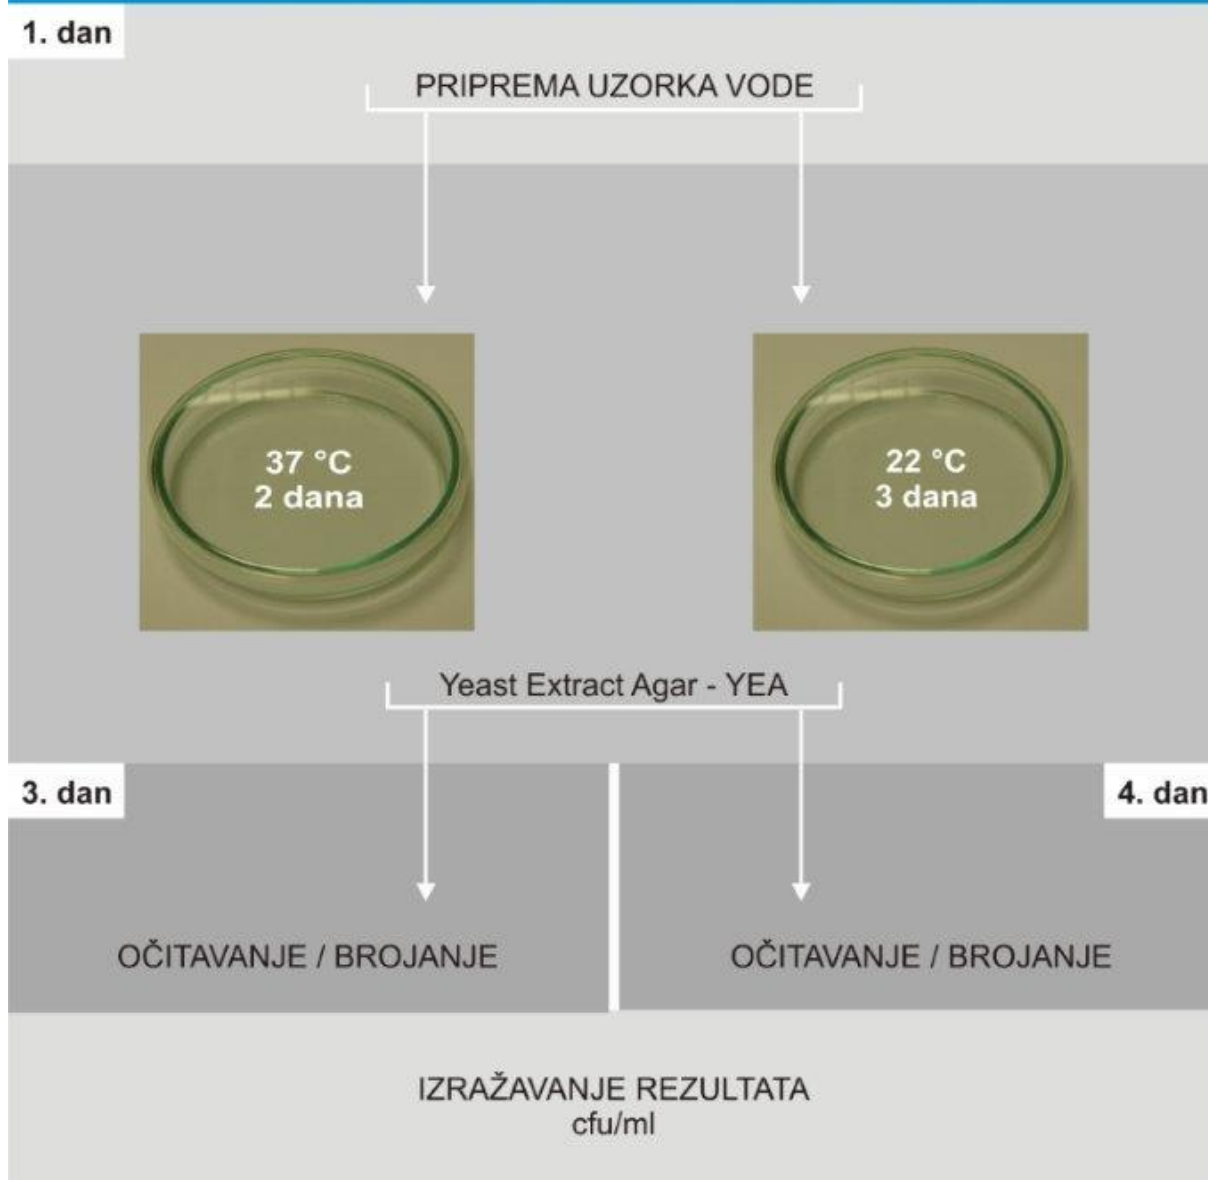 1. dan
PRIPREMA UZORKA VODE
37 °C
2 dana
22 °C
3 dana
Yeast Extract Agar - YEA
3. dan
4. dan
OČITAVANJE / BROJANJE
OČITAVANJE / BROJANJE
IZRAŽAVANJE REZULTATA
cfu/ml